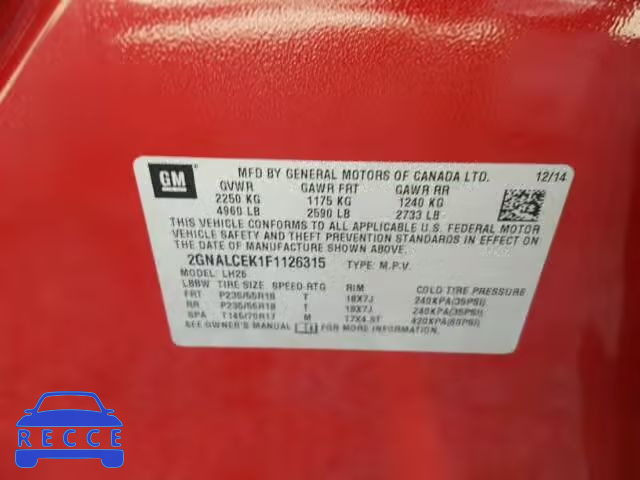 GM
MFD BY GENERAL MOTORS OF CANADA LTD. 12/14
GVWR GAWR FRT GAWR RR
2250 KG 1175 KG 1240 KG
4960 LB 2590 LB 2733 LB
THIS VEHICLE CONFORMS TO ALL APPLICABLE U.S. FEDERAL MOTOR
VEHICLE SAFETY AND THEFT PREVENTION STANDARDS IN EFFECT ON THE DATE
OF MANUFACTURE SHOWN ABOVE.
2GNALCEK1F1126315 TYPE: M.P.V.
MODEL: LH26
LBBW TIRE SIZE SPEED RTG RIM COLD TIRE PRESSURE
FRT P235/55R18 T 18X7J 240KPA(35PSI)
RR P235/55R18 T 18X7J 240KPA(35PSI)
SPA T145/70R17 M 17X4.5T 420KPA(60PSI)
SEE OWNER'S MANUAL FOR MORE INFORMATION.
RECCE